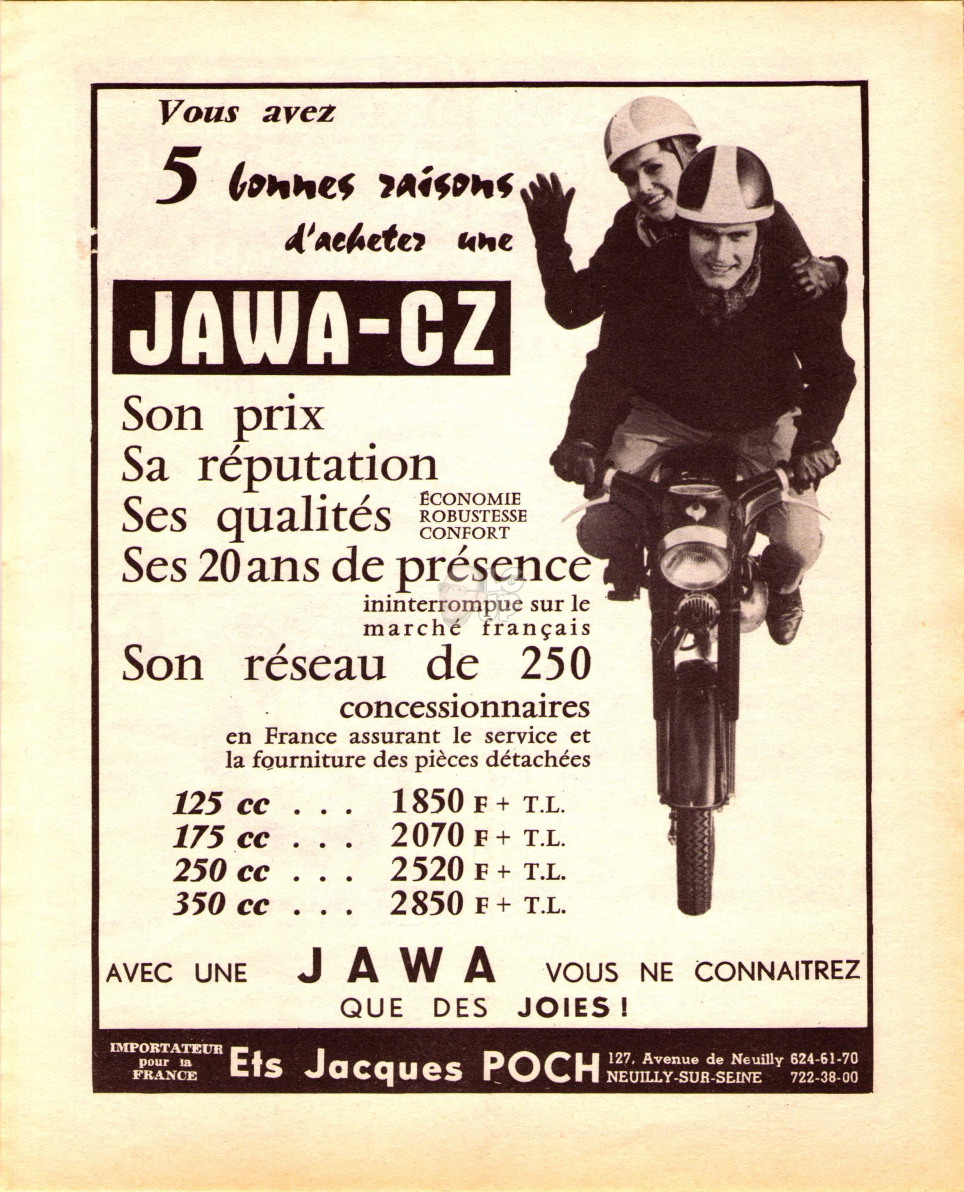 Vous avez
5 bonnes raisons
d'acheter une
JAWA-CZ
Son prix
Sa réputation
Ses qualités ÉCONOMIE
ROBUSTESSE
CONFORT
Ses 20 ans de présence
ininterrompue sur le
marché français
Son réseau de 250
concessionnaires
en France assurant le service et
la fourniture des pièces détachées
125 cc . . . 1850 F + T.L.
175 cc . . . 2070 F + T.L.
250 cc . . . 2520 F + T.L.
350 cc . . . 2850 F + T.L.
AVEC UNE JAWA VOUS NE CONNAITREZ
QUE DES JOIES !
IMPORTATEUR
pour la
FRANCE
Ets Jacques POCH
127, Avenue de Neuilly 624-61-70
NEUILLY-SUR-SEINE 722-38-00